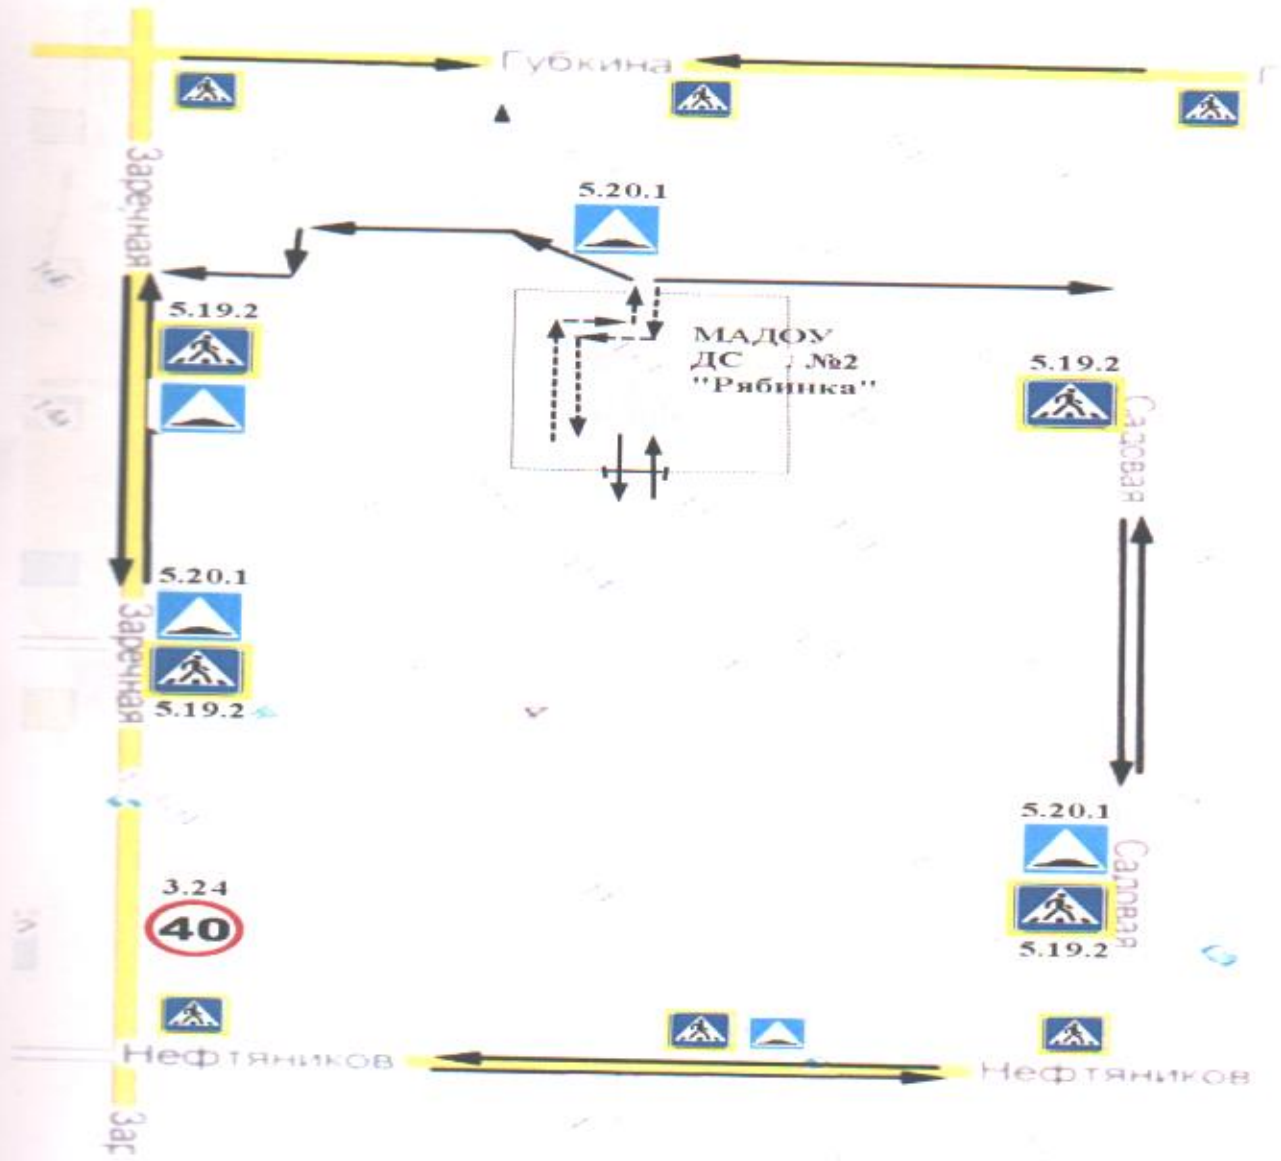 Губкина
Г
Заречная
5.20.1
5.19.2
МАДОУ
ДС №2
"Рябинка"
5.19.2
Садовая
5.20.1
Заречная
5.19.2
5.20.1
Садовая
5.19.2
3.24
40
Нефтяников
Нефтяников
Зар